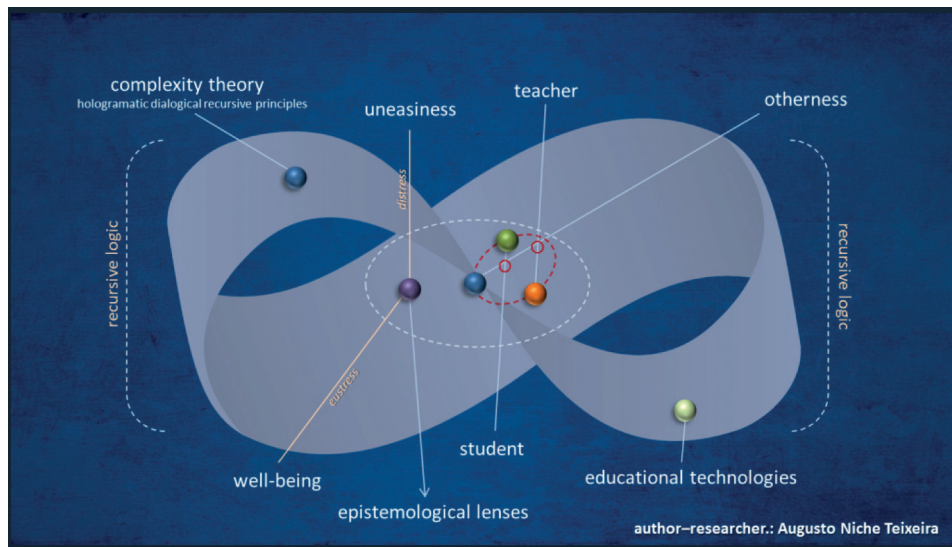 complexity theory
hologramatic dialogical recursive principles
uneasiness
teacher
otherness
distress
recursive logic
recursive logic
eustress
student
well-being
educational technologies
epistemological lenses
author–researcher.: Augusto Niche Teixeira